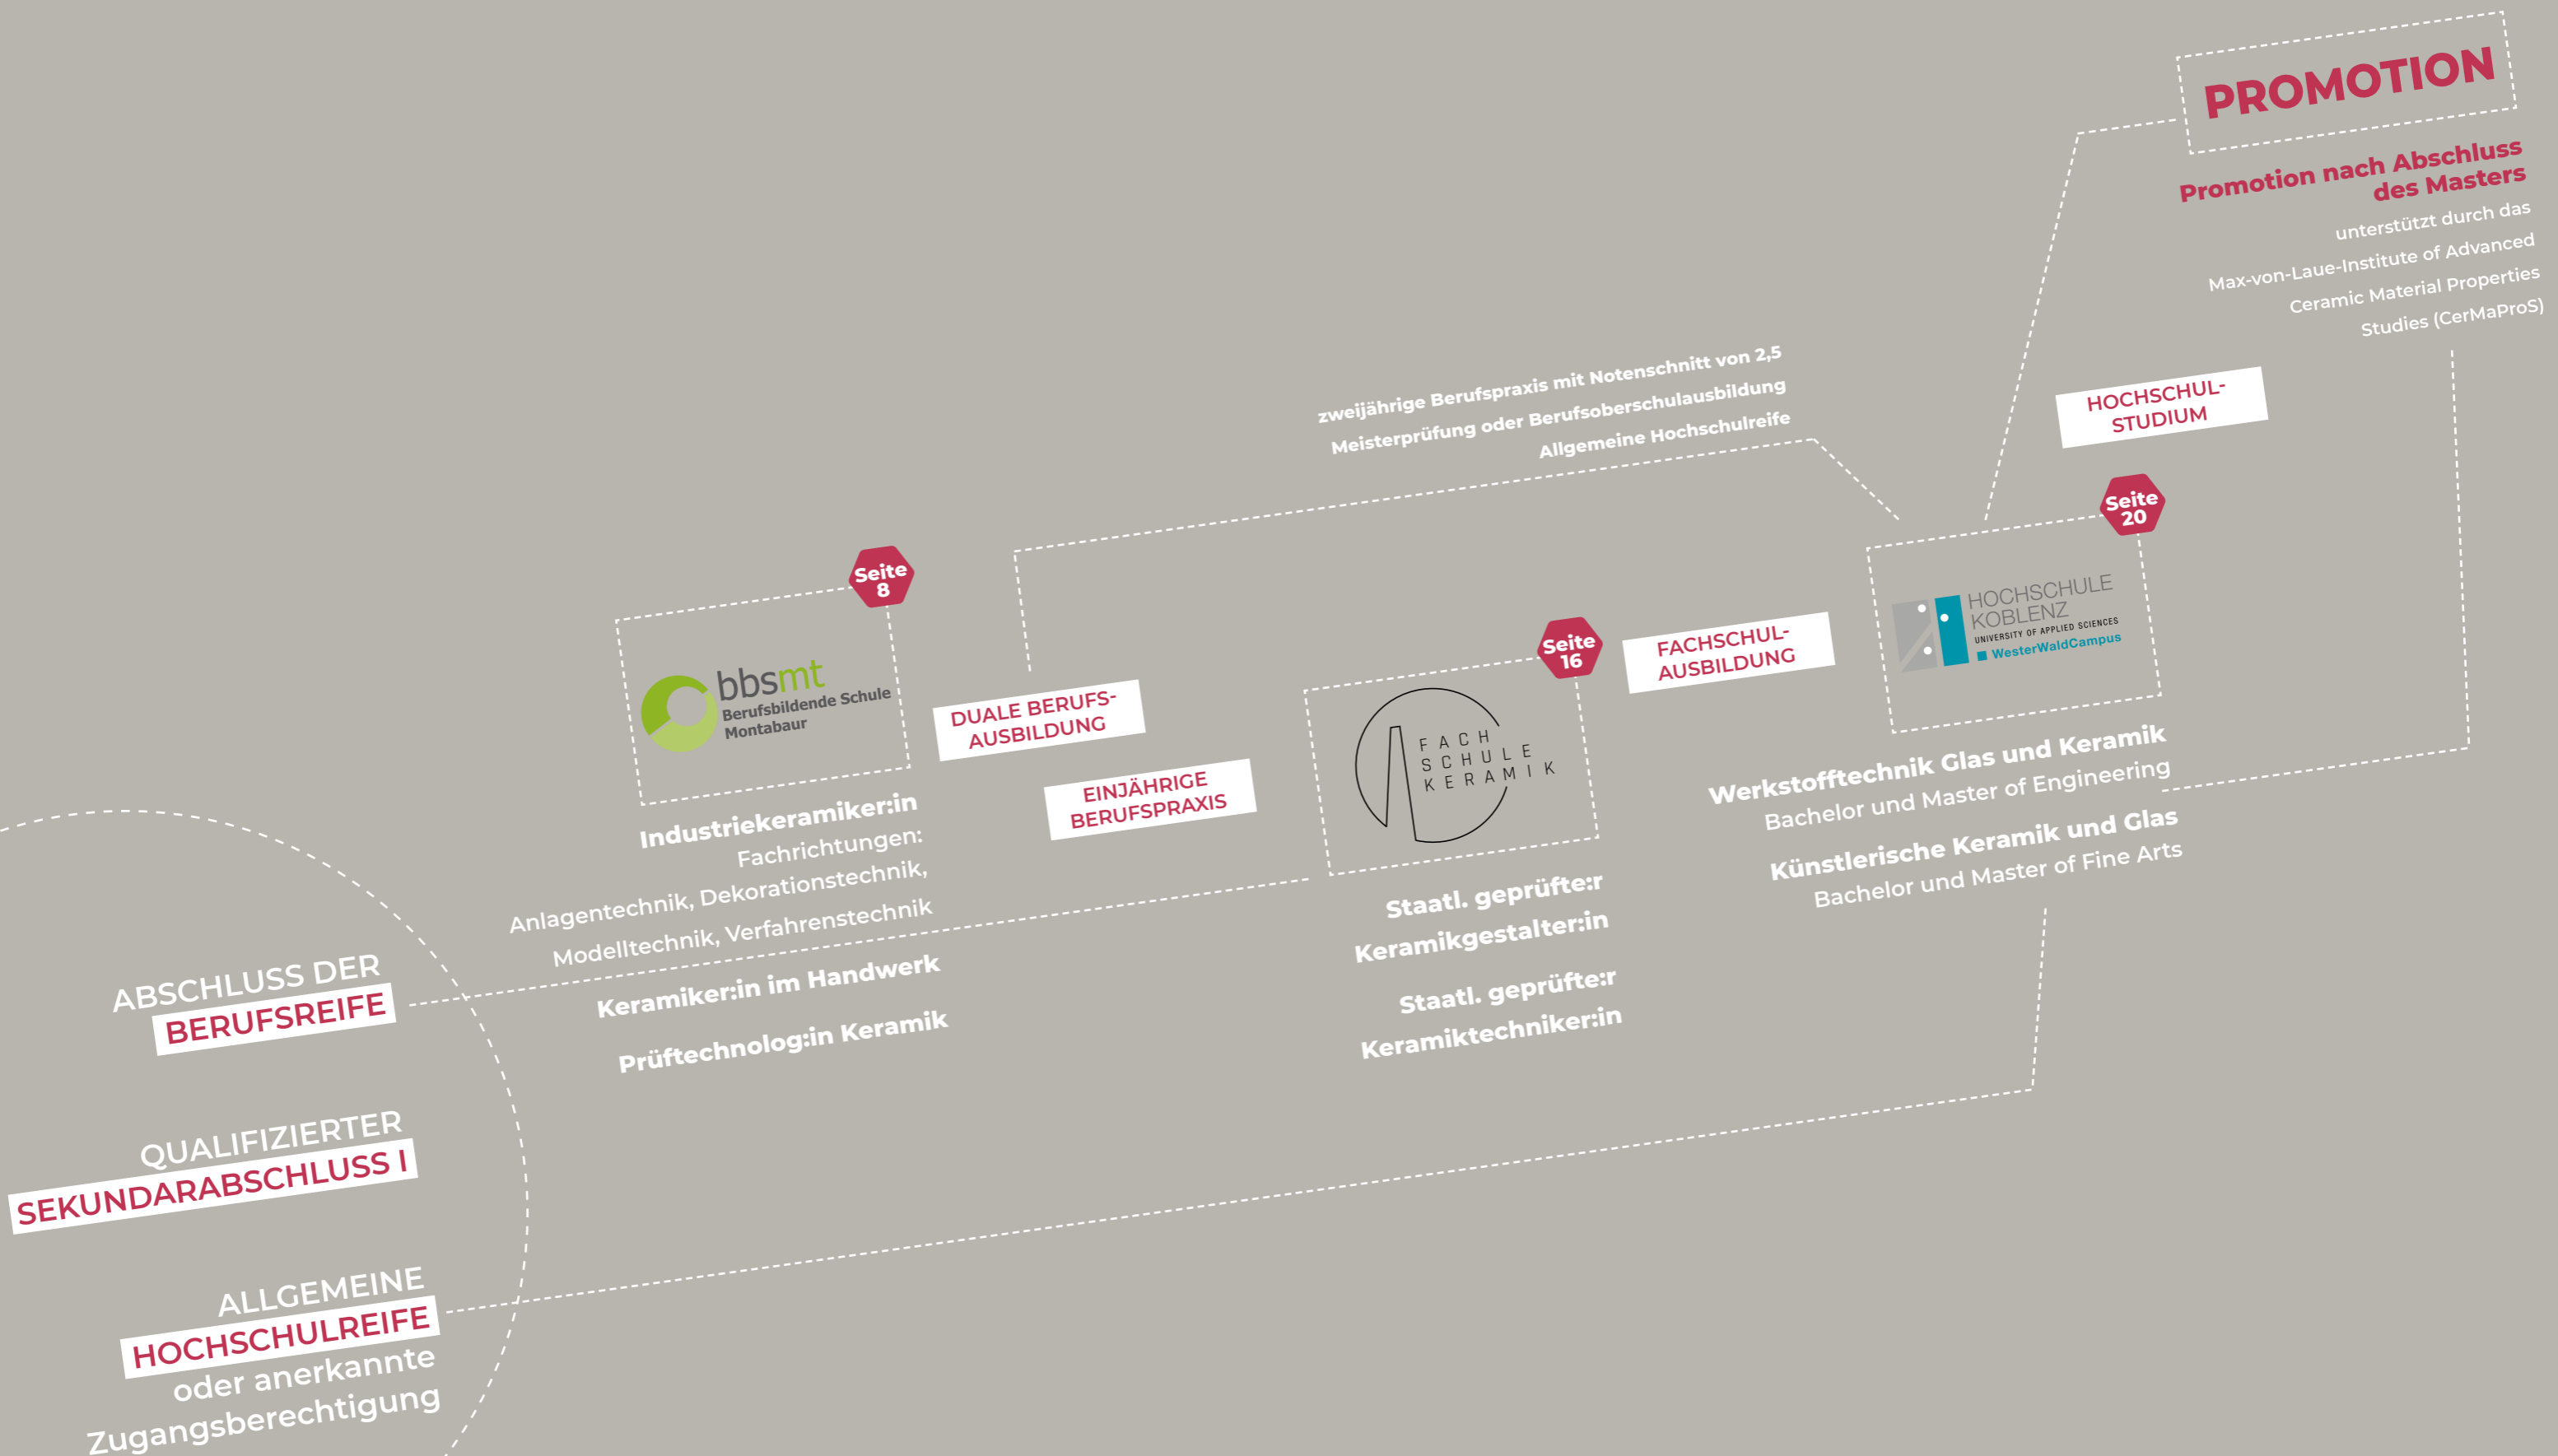 PROMOTION
Promotion nach Abschluss
des Masters
unterstützt durch das
Max-von-Laue-Institute of Advanced
Ceramic Material Properties
Studies (CerMaProS)
zweijährige Berufspraxis mit Notenschnitt von 2,5
Meisterprüfung oder Berufsoberschulausbildung
Allgemeine Hochschulreife
HOCHSCHUL-
STUDIUM
Seite
20
HOCHSCHULE
KOBLENZ
UNIVERSITY OF APPLIED SCIENCES
WesterWaldCampus
Werkstofftechnik Glas und Keramik
Bachelor und Master of Engineering
Künstlerische Keramik und Glas
Bachelor und Master of Fine Arts
FACHSCHUL-
AUSBILDUNG
Seite
16
FACH
SCHULE
KERAMIK
Staatl. geprüfte:r
Keramikgestalter:in
Staatl. geprüfte:r
Keramiktechniker:in
DUALE BERUFS-
AUSBILDUNG
EINJÄHRIGE
BERUFSPRAXIS
Seite
8
bbsmt
Berufsbildende Schule
Montabaur
Industriekeramiker:in
Fachrichtungen:
Anlagentechnik, Dekorationstechnik,
Modelltechnik, Verfahrenstechnik
Keramiker:in im Handwerk
Prüftechnolog:in Keramik
ABSCHLUSS DER
BERUFSREIFE
QUALIFIZIERTER
SEKUNDARABSCHLUSS I
ALLGEMEINE
HOCHSCHULREIFE
oder anerkannte
Zugangsberechtigung